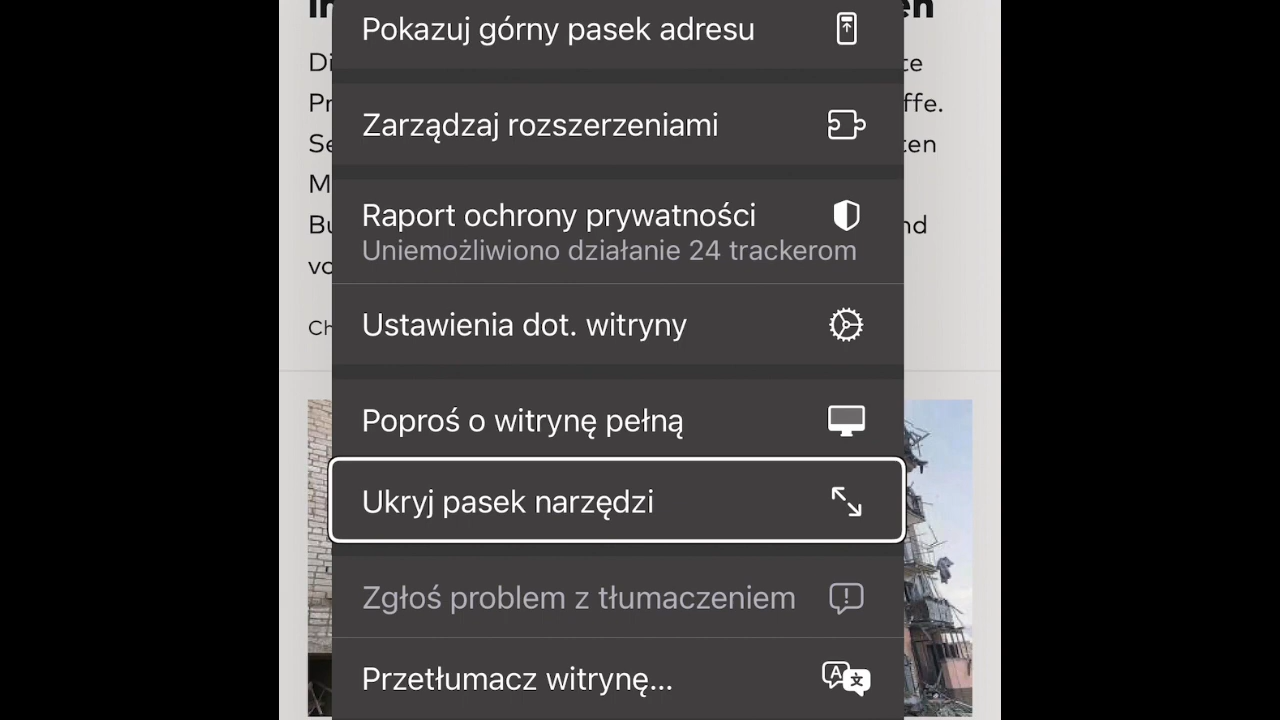 Pokazuj górny pasek adresu
Zarządzaj rozszerzeniami
Raport ochrony prywatności
Uniemożliwiono działanie 24 trackerom
Ustawienia dot. witryny
Poproś o witrynę pełną
Ukryj pasek narzędzi
Zgłoś problem z tłumaczeniem
Przetłumacz witrynę...